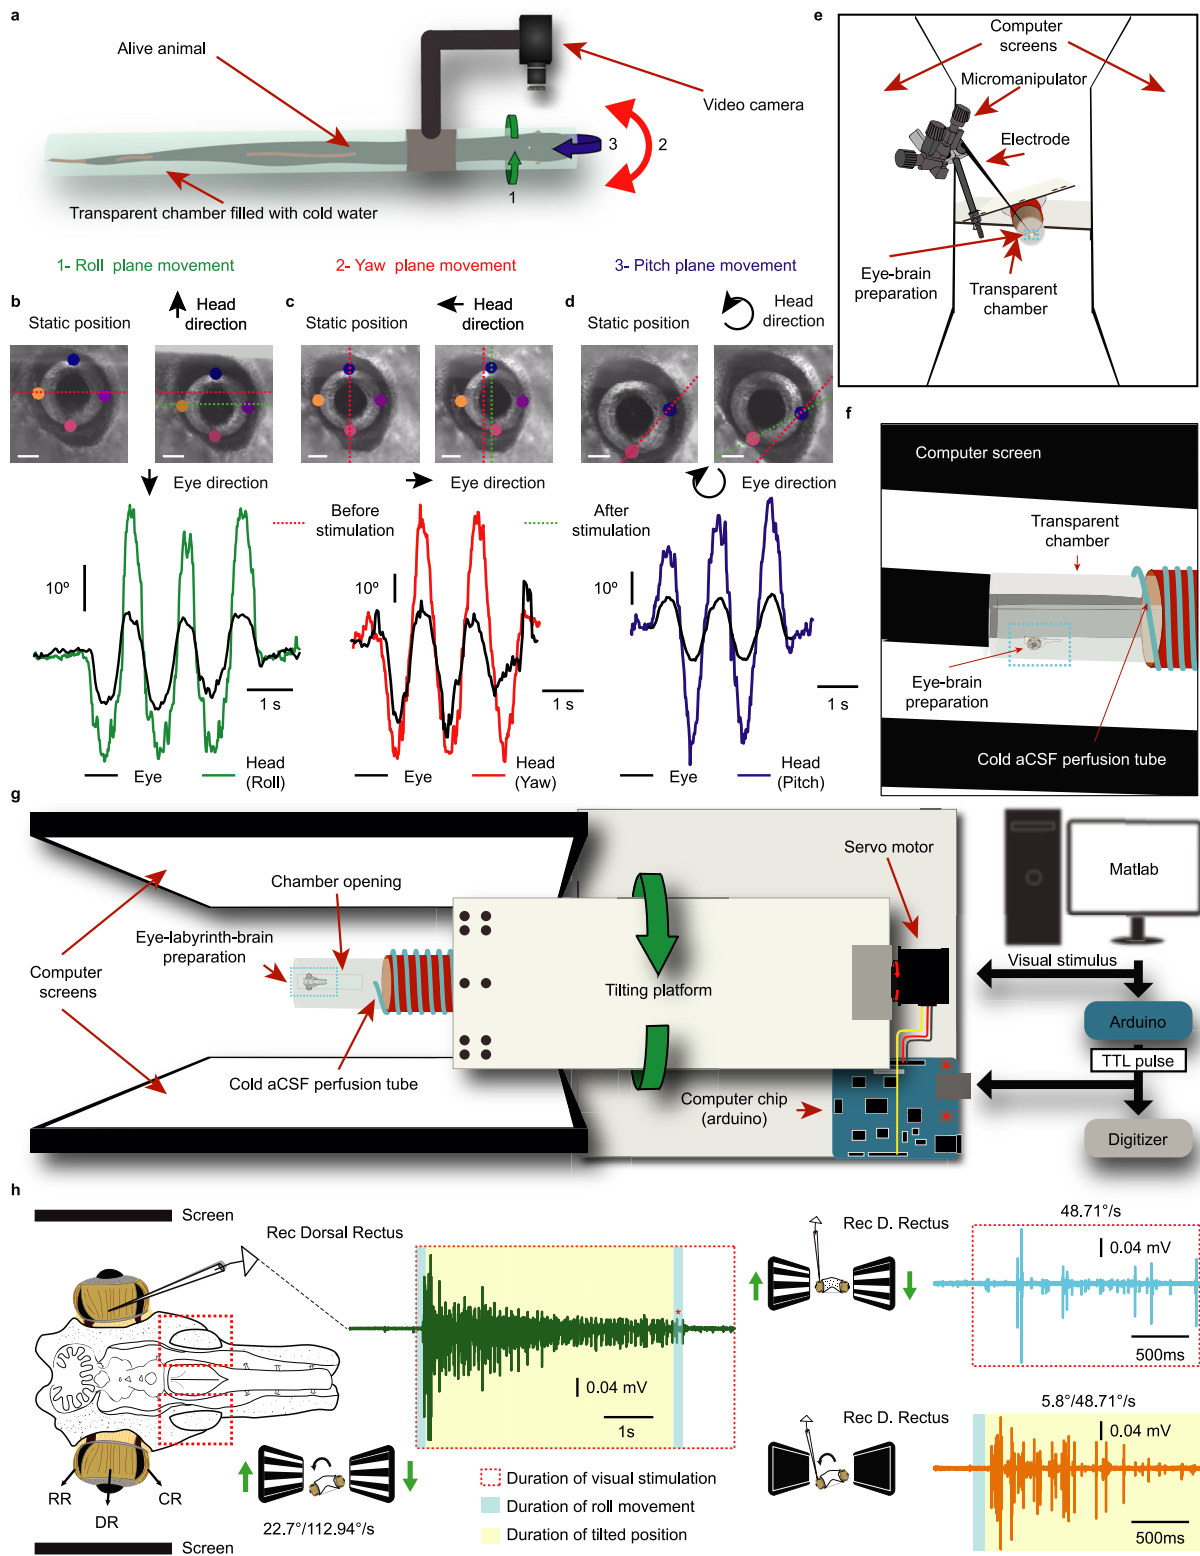 a
Alive animal
Video camera
3
2
1
Transparent chamber filled with cold water
1- Roll plane movement
2- Yaw plane movement
3- Pitch plane movement
b
Static position
Head
direction
c
Static position
Head
direction
d
Static position
Head
direction
Eye direction
Eye direction
Eye direction
Before
stimulation
After
stimulation
10º
10º
10º
1 s
1 s
1 s
Eye
Head
(Roll)
Eye
Head
(Yaw)
Eye
Head
(Pitch)
e
Computer
screens
Micromanipulator
Electrode
Eye-brain
preparation
Transparent
chamber
f
Computer screen
Transparent
chamber
Eye-brain
preparation
Cold aCSF perfusion tube
g
Chamber opening
Eye-labyrinth-brain
preparation
Computer
screens
Cold aCSF perfusion tube
Tilting platform
Servo motor
Computer chip
(arduino)
Matlab
Visual stimulus
Arduino
TTL pulse
Digitizer
h
Screen
Rec Dorsal Rectus
RR
DR
CR
Screen
22.7°/112.94°/s
*
0.04 mV
1s
Duration of visual stimulation
Duration of roll movement
Duration of tilted position
Rec D. Rectus
48.71°/s
0.04 mV
500ms
Rec D. Rectus
5.8°/48.71°/s
0.04 mV
500ms